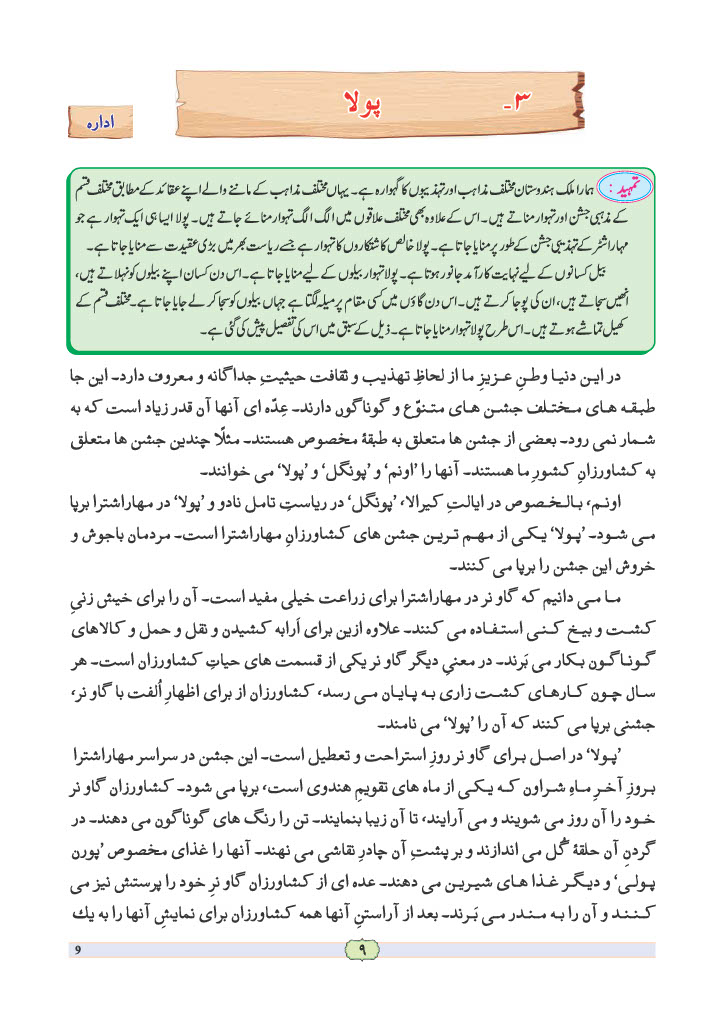 ۳۔ پولا
ادارہ
تمہید : ہمارا ملک ہندوستان مختلف مذاہب اور تہذیبوں کا گہوارہ ہے۔ یہاں مختلف مذاہب کے ماننے والے اپنے عقائد کے مطابق مختلف قسم
کے مذہبی جشن اور تہوار مناتے ہیں۔ اس کے علاوہ بھی مختلف علاقوں میں الگ الگ تہوار منائے جاتے ہیں۔ پولا ایسا ہی ایک تہوار ہے جو
مہاراشٹر کے تہذیبی جشن کے طور پر منایا جاتا ہے۔ پولا خالص کاشتکاروں کا تہوار ہے جسے ریاست بھر میں بڑی عقیدت سے منایا جاتا ہے۔
بیل کسانوں کے لیے نہایت کارآمد جانور ہوتا ہے۔ پولا تہوار بیلوں کے لیے منایا جاتا ہے۔ اس دن کسان اپنے بیلوں کو نہلاتے ہیں،
انھیں سجاتے ہیں، ان کی پوجا کرتے ہیں۔ اس دن گاؤں میں کسی مقام پر میلہ لگتا ہے جہاں بیلوں کو سجا کر لے جایا جاتا ہے۔ مختلف قسم کے
کھیل تماشے ہوتے ہیں۔ اس طرح پولا تہوار منایا جاتا ہے۔ ذیل کے سبق میں اس کی تفصیل پیش کی گئی ہے۔
در این دنیا وطنِ عزیزِ ما از لحاظِ تهذیب و ثقافت حیثیتِ جداگانه و معروف دارد۔ این جا
طبقه های مختلف جشن های متنوّع و گوناگوں دارند۔ عِدّه ای آنها آن قدر زیاد است که به
شمار نمی رود۔ بعضی از جشن ها متعلق به طبقهٔ مخصوص هستند۔ مثلًا چندین جشن ها متعلق
به کشاورزانِ کشورِ ما هستند۔ آنها را ’اونم‘ و ’پونگل‘ و ’پولا‘ می خوانند۔
اونم، بالخصوص در ایالتِ کیرالا، ’پونگل‘ در ریاستِ تامل نادو و ’پولا‘ در مهاراشترا برپا
می شود۔ ’پولا‘ یکی از مهم ترین جشن های کشاورزانِ مهاراشترا است۔ مردمان باجوش و
خروش این جشن را برپا می کنند۔
ما می دانیم که گاو نر در مهاراشترا برای زراعت خیلی مفید است۔ آن را برای خیش زنیِ
کشت و بیخ کنی استفاده می کنند۔ علاوه ازین برای اَرابه کشیدن و نقل و حمل و کالاهای
گوناگون بکار می بَرند۔ در معنیِ دیگر گاو نر یکی از قسمت های حیاتِ کشاورزان است۔ هر
سال چون کارهای کشت زاری به پایان می رسد، کشاورزان از برای اظهارِ اُلفت با گاو نر،
جشنی برپا می کنند که آن را ’پولا‘ می نامند۔
’پولا‘ در اصل برای گاو نر روزِ استراحت و تعطیل است۔ این جشن در سراسر مهاراشترا
بروزِ آخرِ ماهِ شراون که یکی از ماه های تقویمِ هندوی است، برپا می شود۔ کشاورزان گاو نر
خود را آن روز می شویند و می آرایند، تا آن زیبا بنمایند۔ تن را رنگ های گوناگون می دهند۔ در
گردنِ آن حلقهٔ گُل می اندازند و بر پشتِ آن چادرِ نقاشی می نهند۔ آنها را غذای مخصوص ’پورن
پولی‘ و دیگر غذا های شیرین می دهند۔ عده ای از کشاورزان گاو نرِ خود را پرستش نیز می
کنند و آن را به مندر می بَرند۔ بعد از آراستنِ آنها همه کشاورزان برای نمایشِ آنها را به یك
9
۹